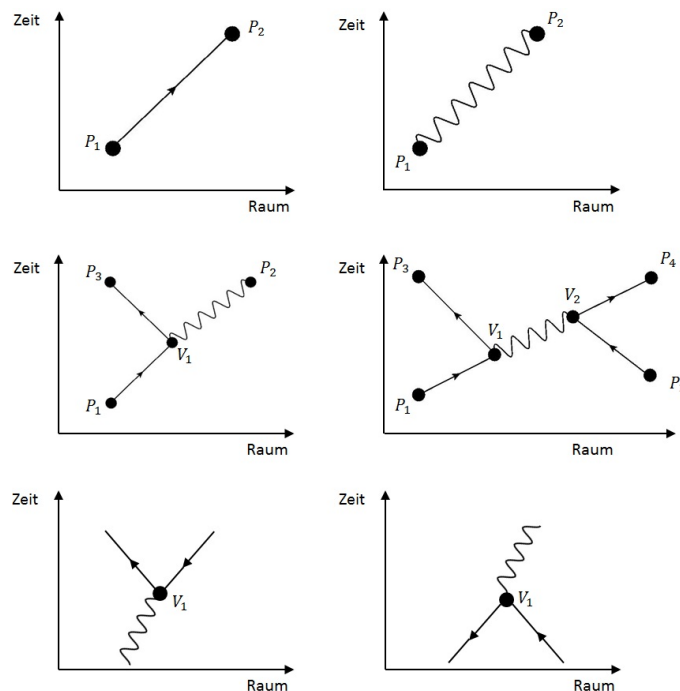 Zeit
P₂
P₁
Raum
Zeit
P₂
P₁
Raum
Zeit
P₃
P₂
V₁
P₁
Raum
Zeit
P₃
P₄
V₂
V₁
P₁
P
Raum
Zeit
V₁
Raum
Zeit
V₁
Raum